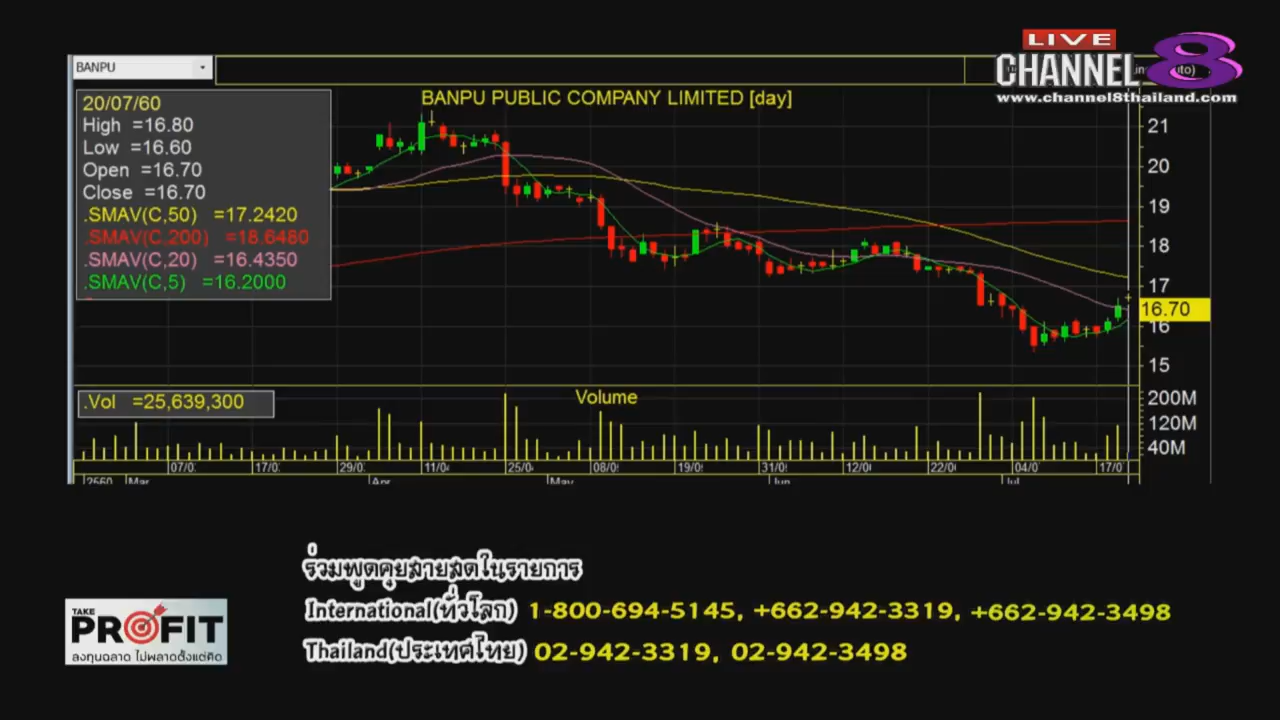 LIVE
CHANNEL 8
www.channel8thailand.com
BANPU
BANPU PUBLIC COMPANY LIMITED [day]
20/07/60
High =16.80
Low =16.60
Open =16.70
Close =16.70
.SMAV(C,50) =17.2420
.SMAV(C,200) =18.6480
.SMAV(C,20) =16.4350
.SMAV(C,5) =16.2000
21
20
19
18
17
16.70
16
15
.Vol =25,639,300
Volume
200M
120M
40M
07/0 17/0 29/0 11/0 25/0 08/0 19/0 31/0 12/0 22/0 04/0 17/0
2560 Mar Apr May Jun Jul
ร่วมพูดคุยสายสดในรายการ
International(ทั่วโลก) 1-800-694-5145, +662-942-3319, +662-942-3498
Thailand(ประเทศไทย) 02-942-3319, 02-942-3498
TAKE
PROFIT
ลงทุนฉลาด ไม่พลาดตั้งแต่คิด